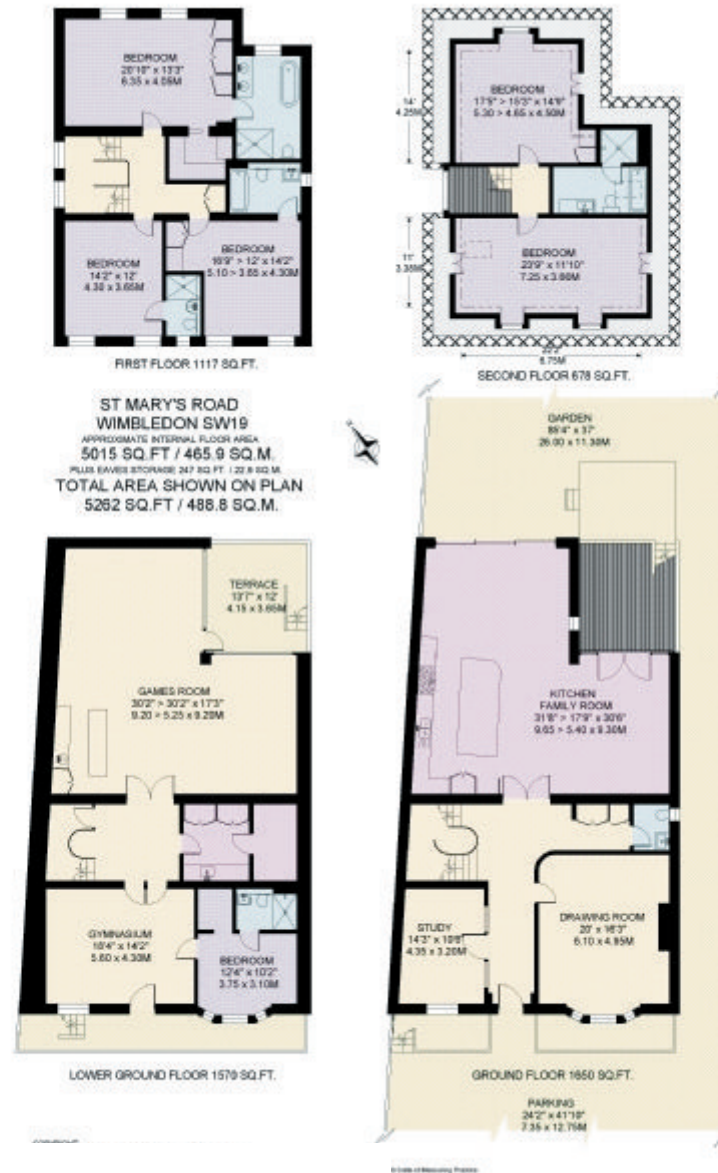 BEDROOM
20'10" x 13'3"
6.35 x 4.05M
BEDROOM
14'2" x 12'
4.30 x 3.65M
BEDROOM
16'9" > 12' x 14'2"
5.10 > 3.65 x 4.30M
FIRST FLOOR 1117 SQ.FT.
14'
4.25M
BEDROOM
17'5" > 15'3" x 14'9"
5.30 > 4.65 x 4.50M
11'
3.35M
BEDROOM
23'9" x 11'10"
7.25 x 3.60M
22'2"
6.75M
SECOND FLOOR 678 SQ.FT.
ST MARY'S ROAD
WIMBLEDON SW19
APPROXIMATE INTERNAL FLOOR AREA
5015 SQ.FT / 465.9 SQ.M.
PLUS EAVES STORAGE 247 SQ.FT. / 22.9 SQ.M.
TOTAL AREA SHOWN ON PLAN
5262 SQ.FT / 488.8 SQ.M.
TERRACE
13'7" x 12'
4.15 x 3.65M
GAMES ROOM
30'2" > 30'2" x 17'3"
9.20 > 5.25 x 9.20M
GYMNASIUM
18'4" x 14'2"
5.60 x 4.30M
BEDROOM
12'4" x 10'2"
3.75 x 3.10M
LOWER GROUND FLOOR 1570 SQ.FT.
GARDEN
85'4" x 37'
26.00 x 11.30M
KITCHEN
FAMILY ROOM
31'8" > 17'9" x 30'6"
9.65 > 5.40 x 9.30M
STUDY
14'3" x 10'6"
4.35 x 3.20M
DRAWING ROOM
20' x 16'3"
6.10 x 4.95M
GROUND FLOOR 1650 SQ.FT.
PARKING
24'2" x 41'10"
7.35 x 12.75M